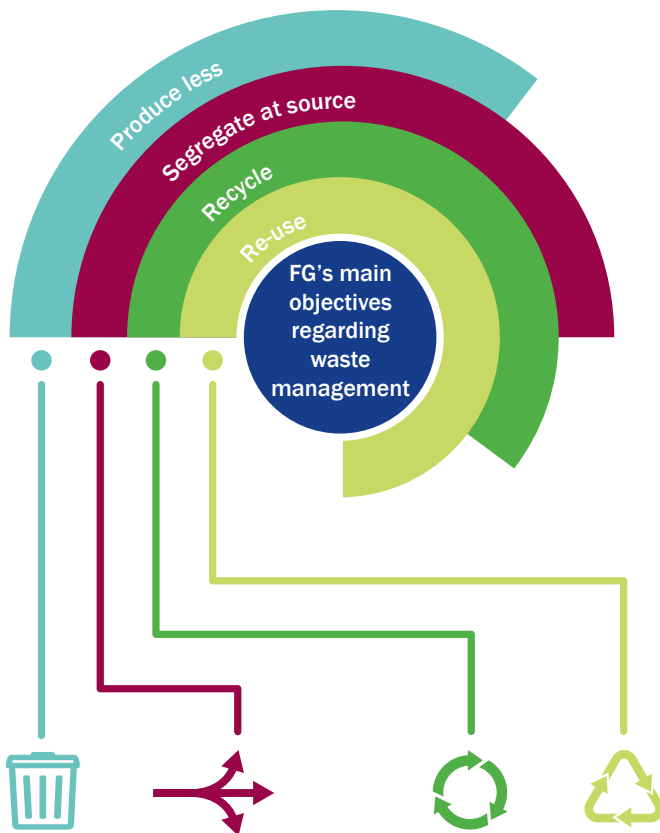 Produce less
Segregate at source
Recycle
Re-use
FG’s main
objectives
regarding
waste
management